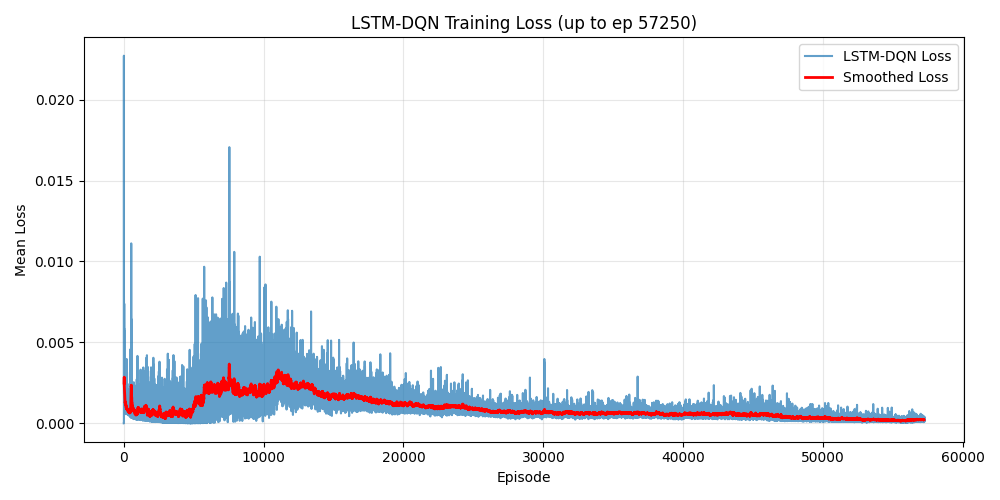 LSTM-DQN Training Loss (up to ep 57250)
LSTM-DQN Loss
Smoothed Loss
0.020
0.015
0.010
0.005
0.000
Mean Loss
0
10000
20000
30000
40000
50000
60000
Episode